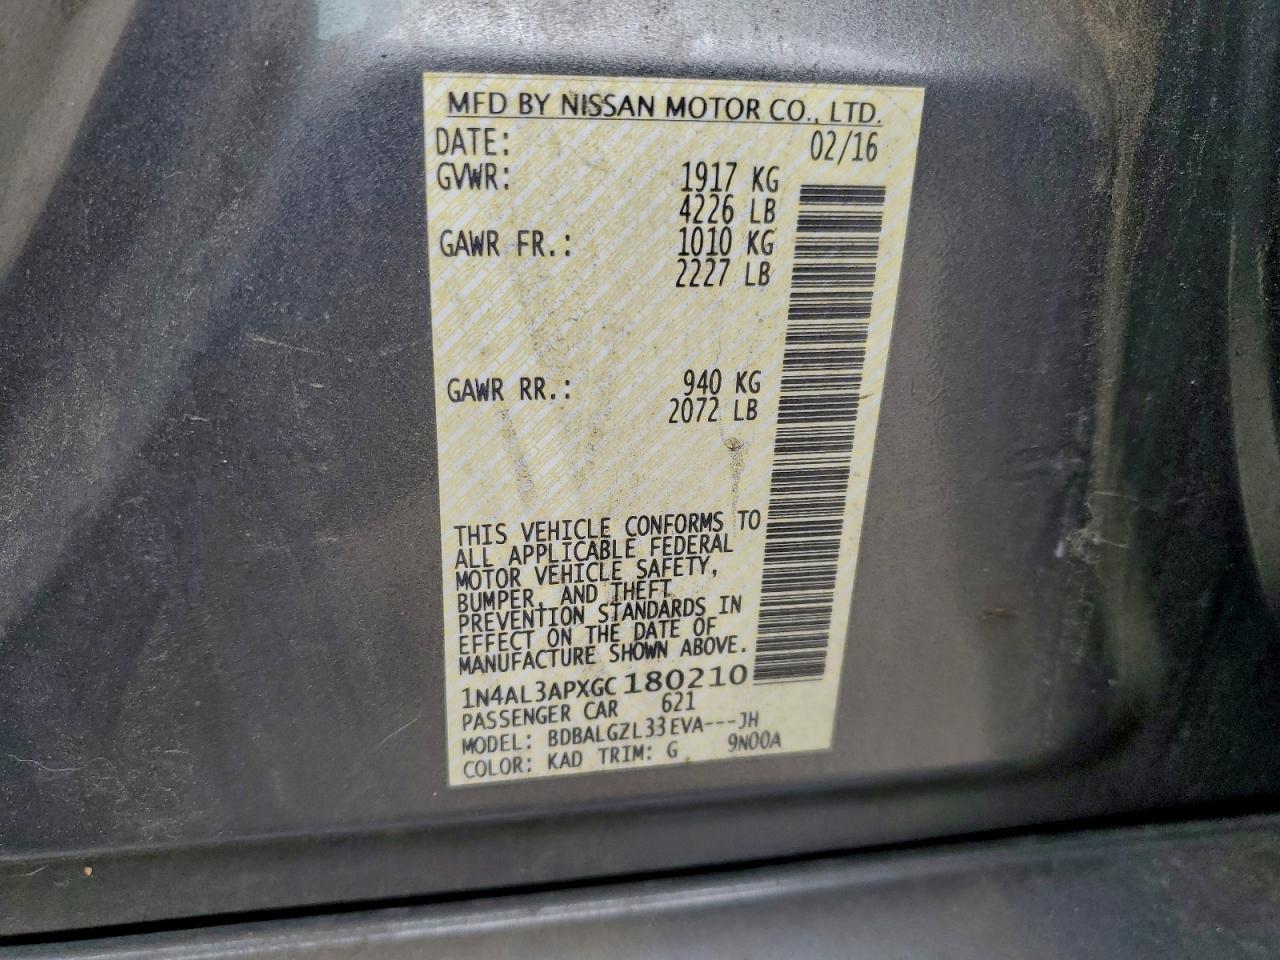 MFD BY NISSAN MOTOR CO., LTD.
DATE: 02/16
GVWR: 1917 KG
4226 LB
GAWR FR.: 1010 KG
2227 LB
GAWR RR.: 940 KG
2072 LB
THIS VEHICLE CONFORMS TO
ALL APPLICABLE FEDERAL
MOTOR VEHICLE SAFETY,
BUMPER, AND THEFT
PREVENTION STANDARDS IN
EFFECT ON THE DATE OF
MANUFACTURE SHOWN ABOVE.
1N4AL3APXGC180210
PASSENGER CAR 621
MODEL: BDBALGZL33EVA---JH
COLOR: KAD TRIM: G 9N00A